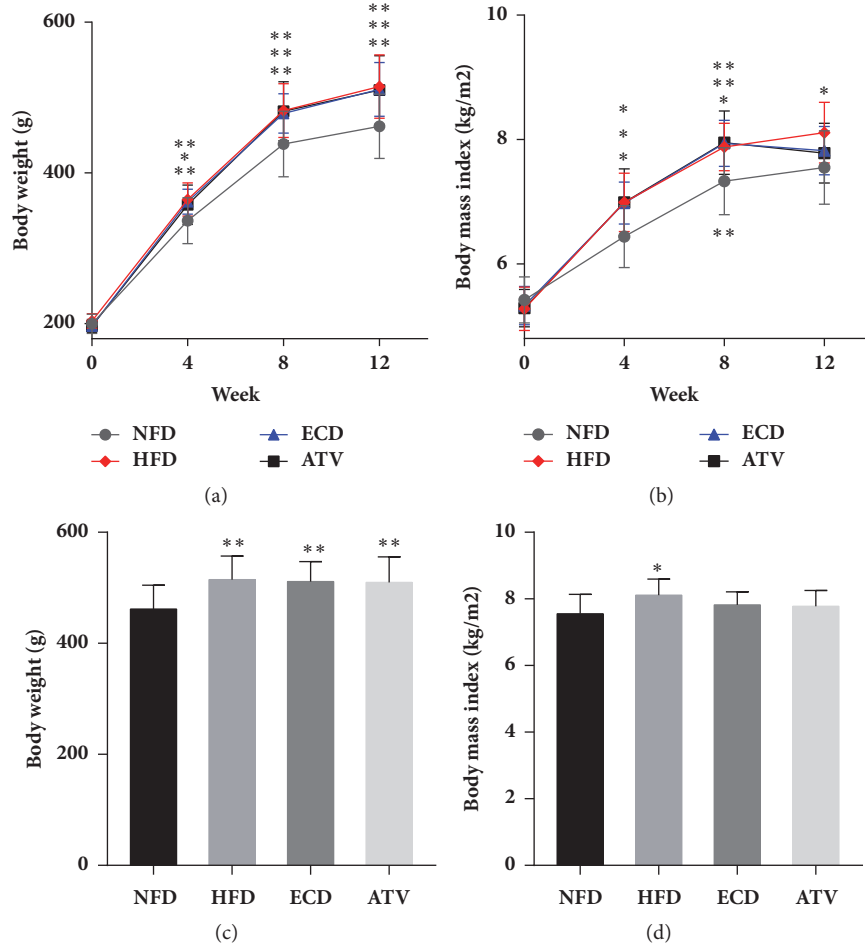 600
400
200
Body weight (g)
**
*
**
**
**
**
**
**
**
0 4 8 12
Week
NFD ECD
HFD ATV
(a)
10
8
6
Body mass index (kg/m2)
*
*
*
**
**
*
**
*
0 4 8 12
Week
NFD ECD
HFD ATV
(b)
600
400
200
0
Body weight (g)
** ** **
NFD HFD ECD ATV
(c)
10
8
6
4
2
0
Body mass index (kg/m2)
*
NFD HFD ECD ATV
(d)